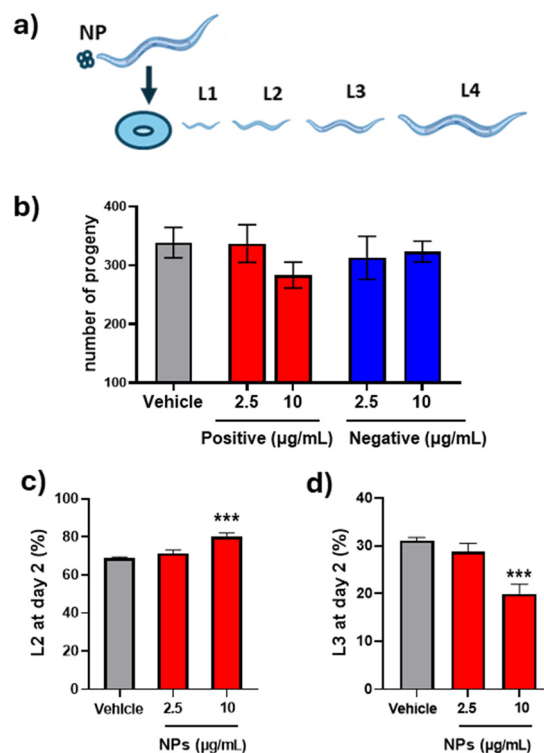 a)
NP
L1 L2 L3 L4
b)
number of progeny
400
300
200
100
Vehicle 2.5 10 2.5 10
Positive (µg/mL) Negative (µg/mL)
c)
L2 at day 2 (%)
100
80
60
40
20
0
***
Vehicle 2.5 10
NPs (µg/mL)
d)
L3 at day 2 (%)
40
30
20
10
0
***
Vehicle 2.5 10
NPs (µg/mL)